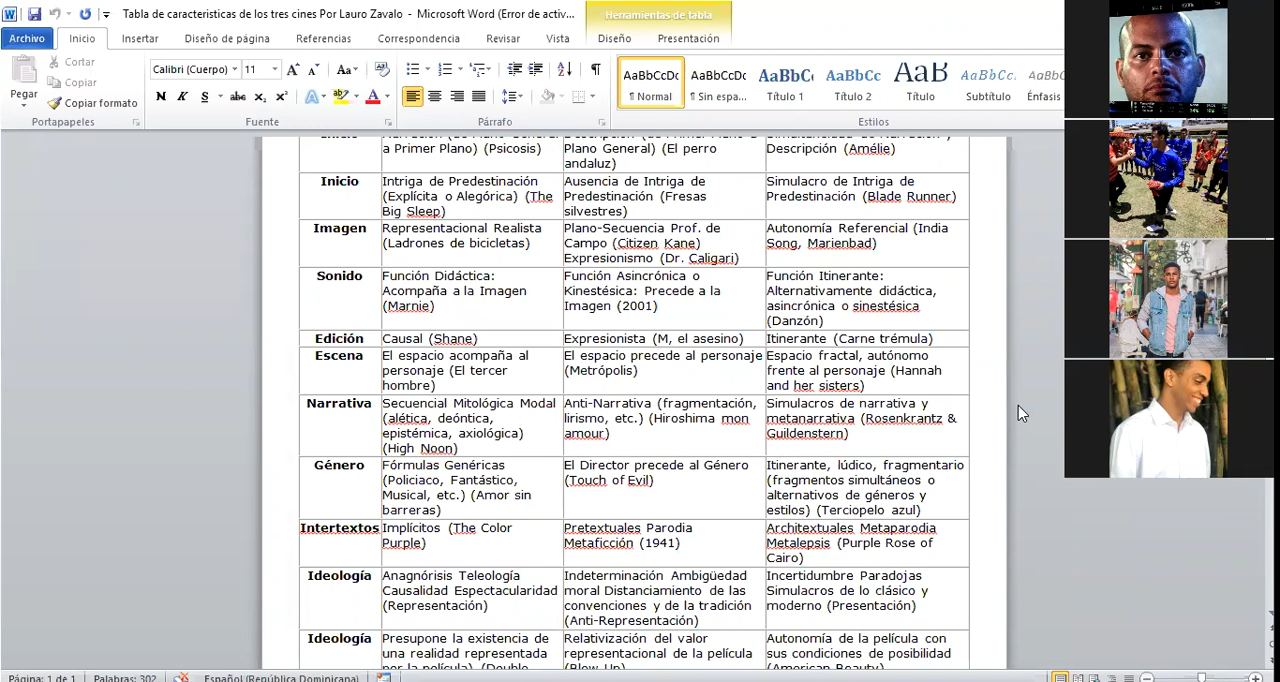 Tabla de caracteristicas de los tres cines Por Lauro Zavalo - Microsoft Word (Error de activ...
Herramientas de tabla
Archivo Inicio Insertar Diseño de página Referencias Correspondencia Revisar Vista Diseño Presentación
Cortar
Copiar
Copiar formato
Pegar
Portapapeles
Calibri (Cuerpo) 11
Fuente
Párrafo
AaBbCcDc AaBbCcDc AaBbC AaBbCc AaB AaBbCcL AaBbC
Normal Sin espa... Título 1 Título 2 Título Subtítulo Énfasis
Estilos
a Primer Plano) (Psicosis)
Plano General) (El perro
andaluz)
Descripción (Amélie)
Inicio
Intriga de Predestinación
(Explícita o Alegórica) (The
Big Sleep)
Ausencia de Intriga de
Predestinación (Fresas
silvestres)
Simulacro de Intriga de
Predestinación (Blade Runner)
Imagen
Representacional Realista
(Ladrones de bicicletas)
Plano-Secuencia Prof. de
Campo (Citizen Kane)
Expresionismo (Dr. Caligari)
Autonomía Referencial (India
Song, Marienbad)
Sonido
Función Didáctica:
Acompaña a la Imagen
(Marnie)
Función Asincrónica o
Kinestésica: Precede a la
Imagen (2001)
Función Itinerante:
Alternativamente didáctica,
asincrónica o sinestésica
(Danzón)
Edición
Causal (Shane)
Expresionista (M, el asesino)
Itinerante (Carne trémula)
Escena
El espacio acompaña al
personaje (El tercer
hombre)
El espacio precede al personaje
(Metrópolis)
Espacio fractal, autónomo
frente al personaje (Hannah
and her sisters)
Narrativa
Secuencial Mitológica Modal
(alética, deóntica,
epistémica, axiológica)
(High Noon)
Anti-Narrativa (fragmentación,
lirismo, etc.) (Hiroshima mon
amour)
Simulacros de narrativa y
metanarrativa (Rosenkrantz &
Guildenstern)
Género
Fórmulas Genéricas
(Policiaco, Fantástico,
Musical, etc.) (Amor sin
barreras)
El Director precede al Género
(Touch of Evil)
Itinerante, lúdico, fragmentario
(fragmentos simultáneos o
alternativos de géneros y
estilos) (Terciopelo azul)
Intertextos
Implícitos (The Color
Purple)
Pretextuales Parodia
Metaficción (1941)
Architextuales Metaparodia
Metalepsis (Purple Rose of
Cairo)
Ideología
Anagnórisis Teleología
Causalidad Espectacularidad
(Representación)
Indeterminación Ambigüedad
moral Distanciamiento de las
convenciones y de la tradición
(Anti-Representación)
Incertidumbre Paradojas
Simulacros de lo clásico y
moderno (Presentación)
Ideología
Presupone la existencia de
una realidad representada
por la película) (Double
Relativización del valor
representacional de la película
(Blow Up)
Autonomía de la película con
sus condiciones de posibilidad
(American Beauty)
Página: 1 de 1 Palabras: 302 Español (República Dominicana)